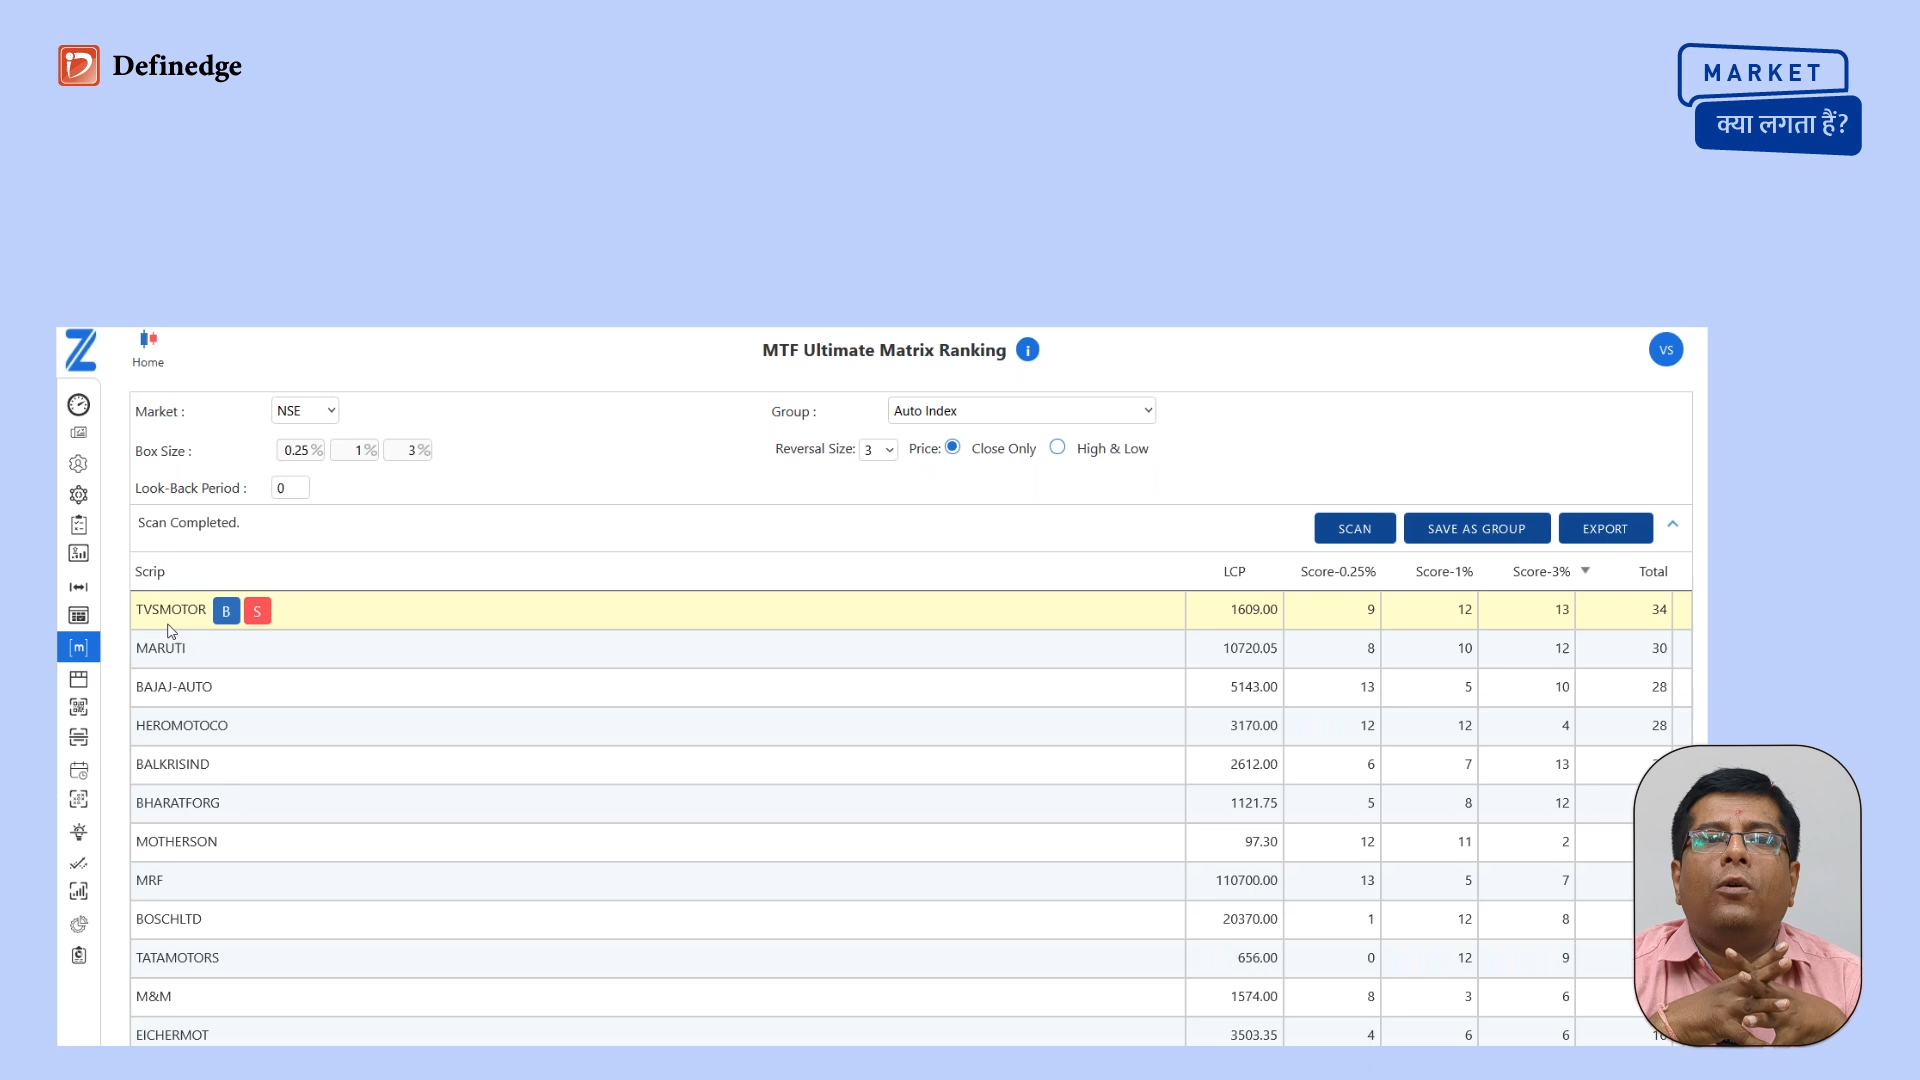 Definedge
MARKET
क्या लगता हैं?
Home
MTF Ultimate Matrix Ranking i
VS
Market : NSE Group : Auto Index
Box Size : 0.25% 1% 3% Reversal Size: 3 Price: Close Only High & Low
Look-Back Period : 0
Scan Completed. SCAN SAVE AS GROUP EXPORT
Scrip LCP Score-0.25% Score-1% Score-3% Total
TVSMOTOR B S 1609.00 9 12 13 34
MARUTI 10720.05 8 10 12 30
BAJAJ-AUTO 5143.00 13 5 10 28
HEROMOTOCO 3170.00 12 12 4 28
BALKRISIND 2612.00 6 7 13
BHARATFORG 1121.75 5 8 12
MOTHERSON 97.30 12 11 2
MRF 110700.00 13 5 7
BOSCHLTD 20370.00 1 12 8
TATAMOTORS 656.00 0 12 9
M&M 1574.00 8 3 6
EICHERMOT 3503.35 4 6 6